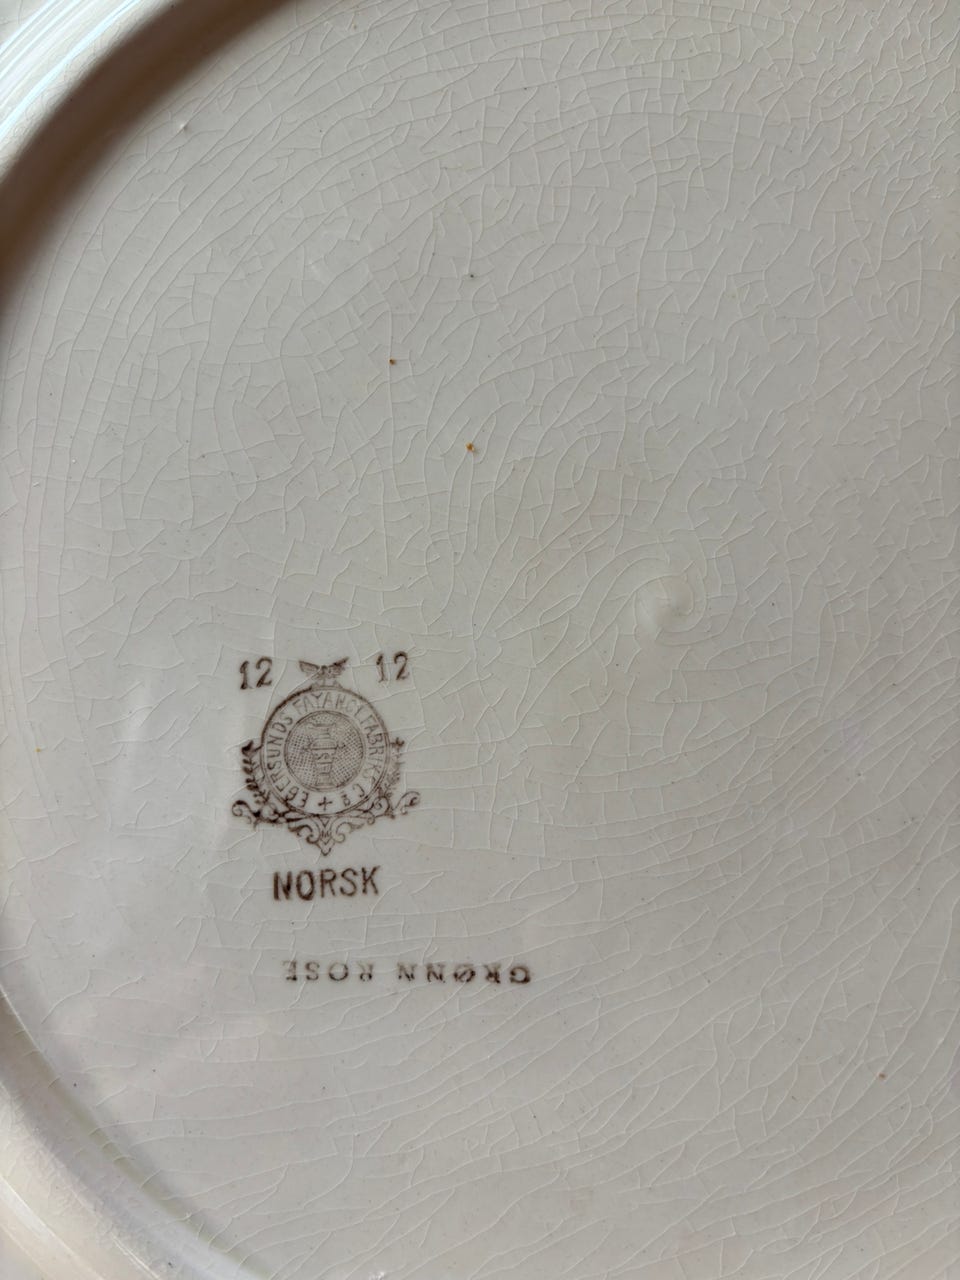 12 12
EGERSUNDS FAYANCEFABRIKS Co
NORSK
GRØNN ROSE